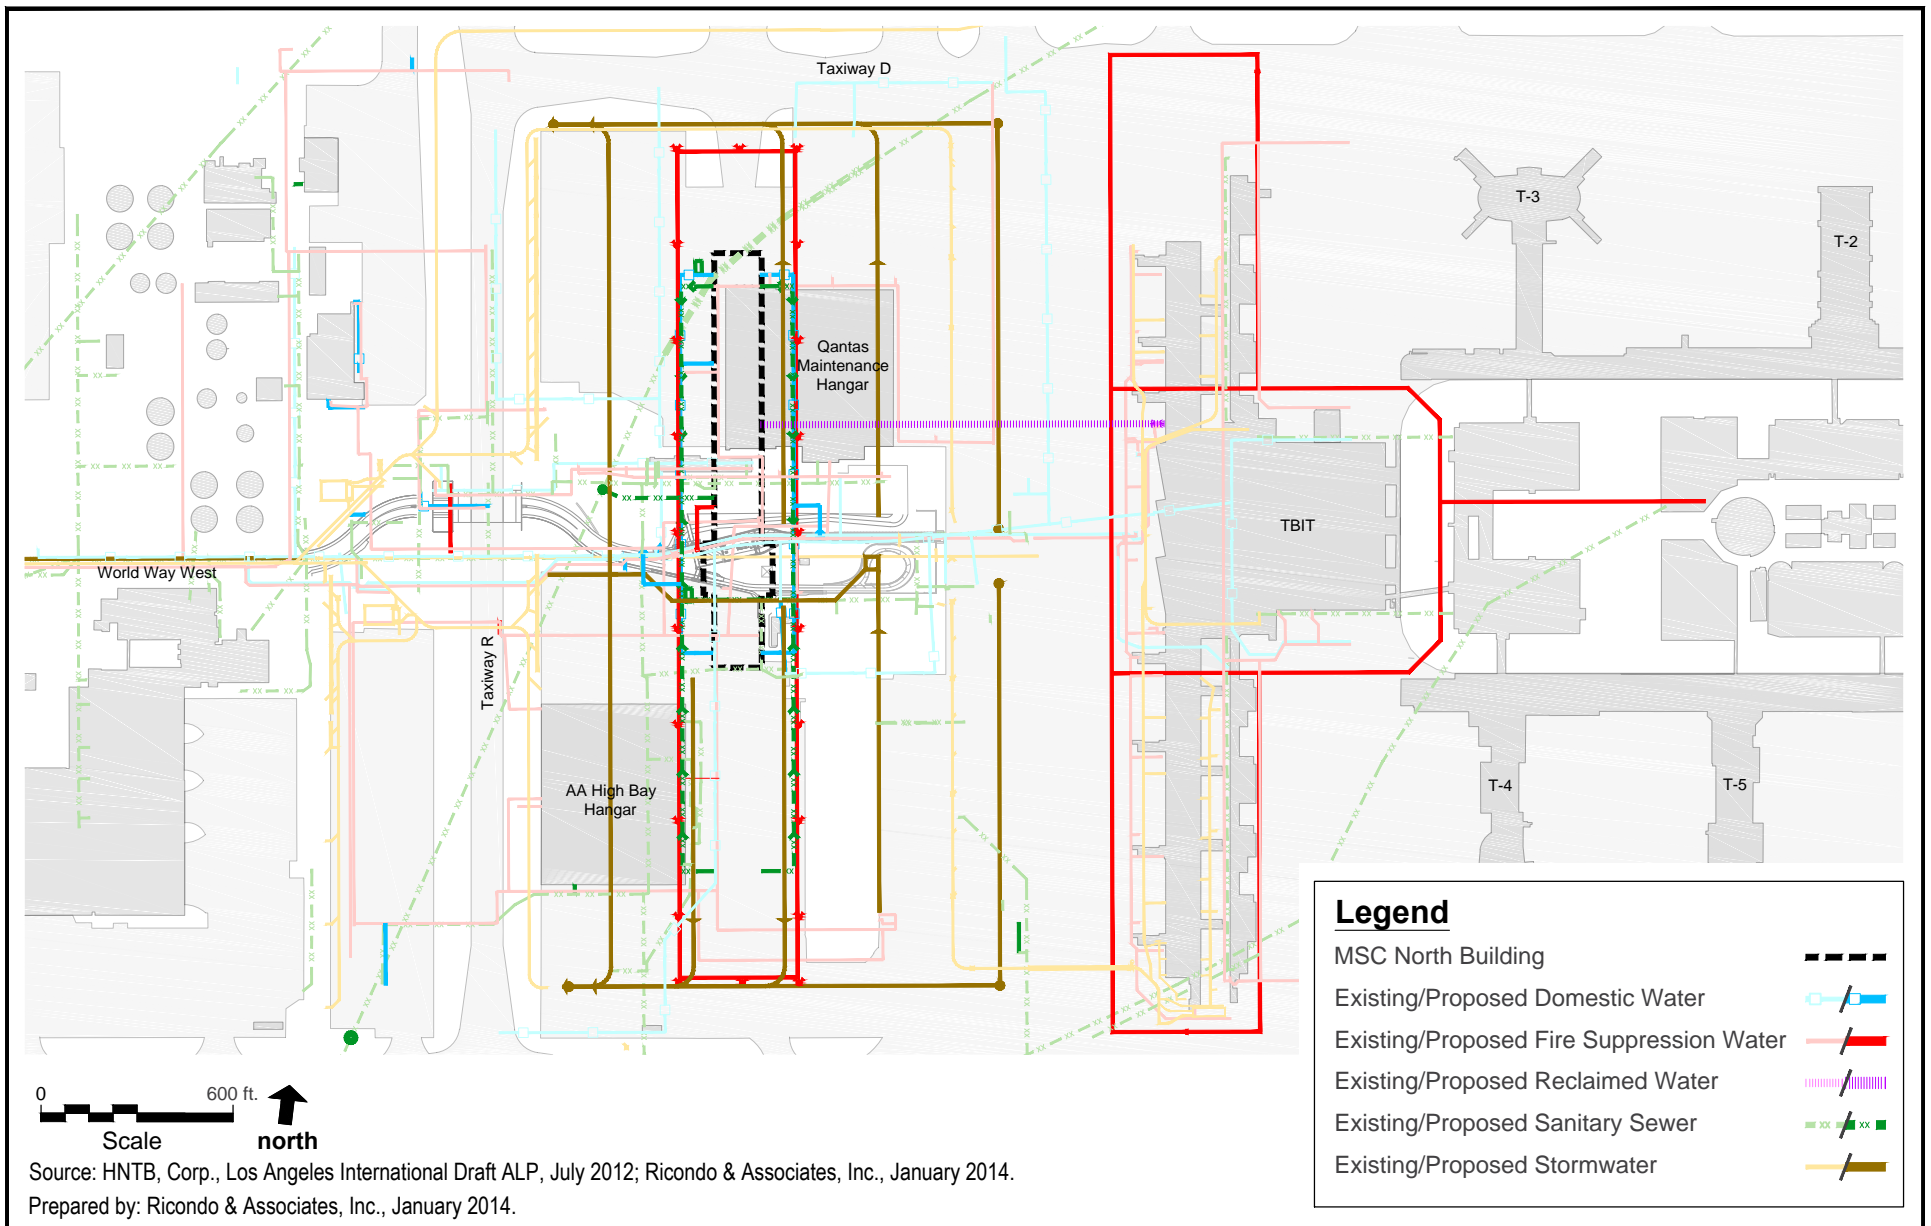 Taxiway D
T-3
T-2
Qantas
Maintenance
Hangar
TBIT
World Way West
Taxiway R
AA High Bay
Hangar
T-4
T-5
Legend
MSC North Building
Existing/Proposed Domestic Water
Existing/Proposed Fire Suppression Water
Existing/Proposed Reclaimed Water
Existing/Proposed Sanitary Sewer
Existing/Proposed Stormwater
0 600 ft.
Scale north
Source: HNTB, Corp., Los Angeles International Draft ALP, July 2012; Ricondo & Associates, Inc., January 2014.
Prepared by: Ricondo & Associates, Inc., January 2014.